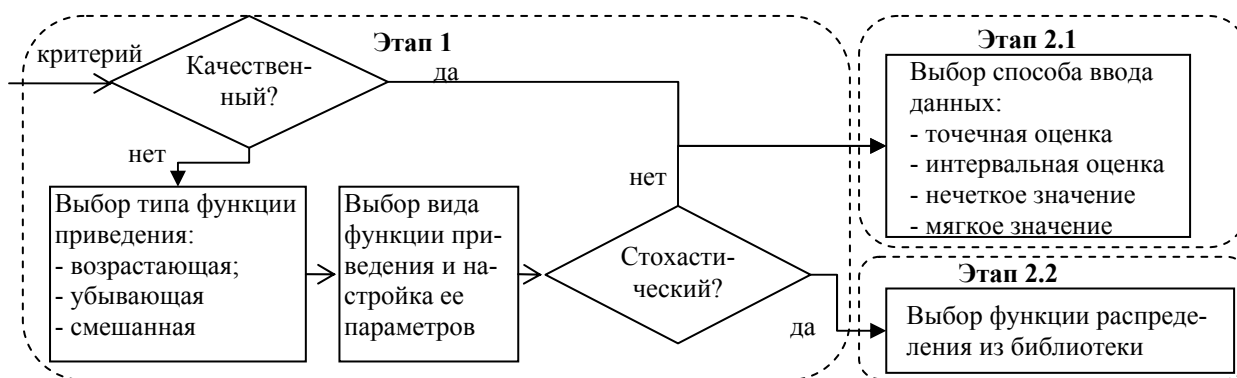 Этап 1
критерий
Качествен-
ный?
да
нет
Выбор типа функции
приведения:
- возрастающая;
- убывающая
- смешанная
Выбор вида
функции при-
ведения и на-
стройка ее
параметров
нет
Стохасти-
ческий?
да
Этап 2.1
Выбор способа ввода
данных:
- точечная оценка
- интервальная оценка
- нечеткое значение
- мягкое значение
Этап 2.2
Выбор функции распреде-
ления из библиотеки